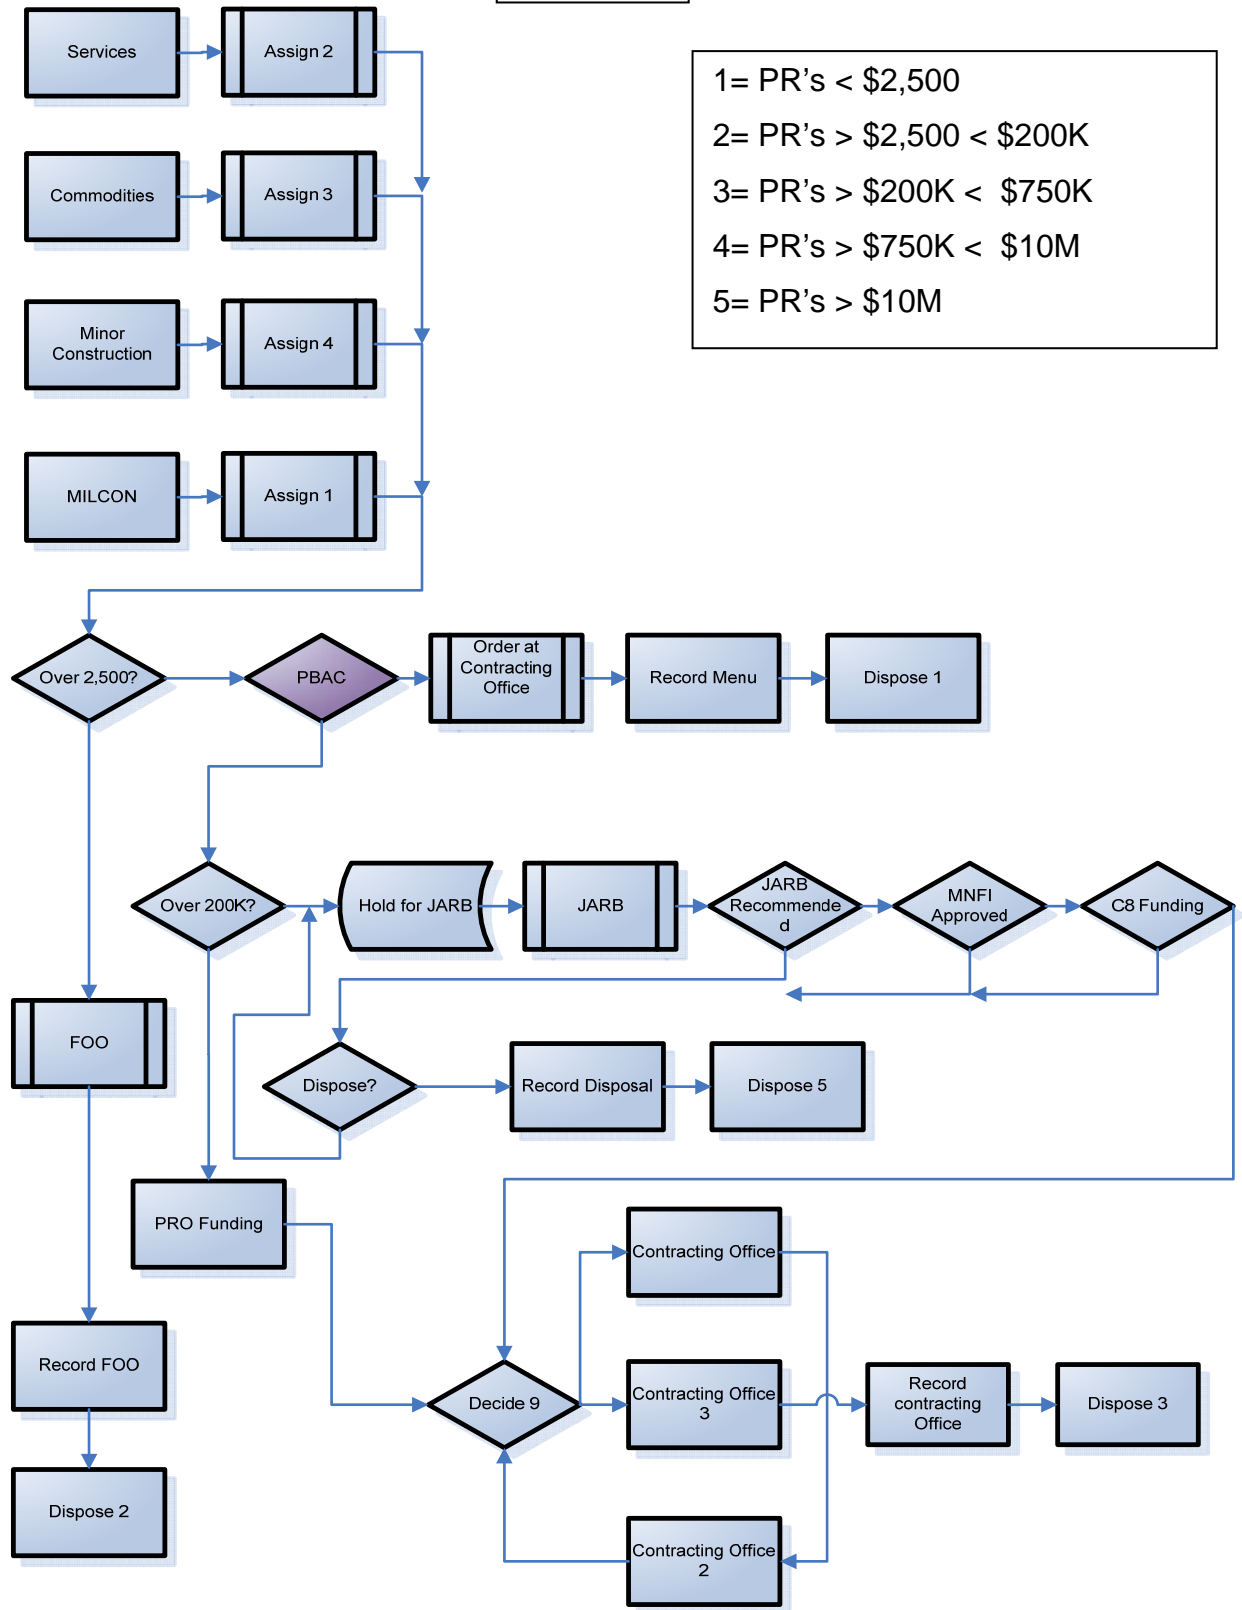 Services
Assign 2
1= PR's < $2,500
2= PR's > $2,500 < $200K
3= PR's > $200K <  $750K
4= PR's > $750K <  $10M
5= PR's > $10M
Commodities
Assign 3
Minor
Construction
Assign 4
MILCON
Assign 1
Over 2,500?
PBAC
Order at
Contracting
Office
Record Menu
Dispose 1
Over 200K?
Hold for JARB
JARB
JARB
Recommende
d
MNFI
Approved
C8 Funding
FOO
Dispose?
Record Disposal
Dispose 5
PRO Funding
Contracting Office
Record FOO
Decide 9
Contracting Office
3
Record
contracting
Office
Dispose 3
Dispose 2
Contracting Office
2